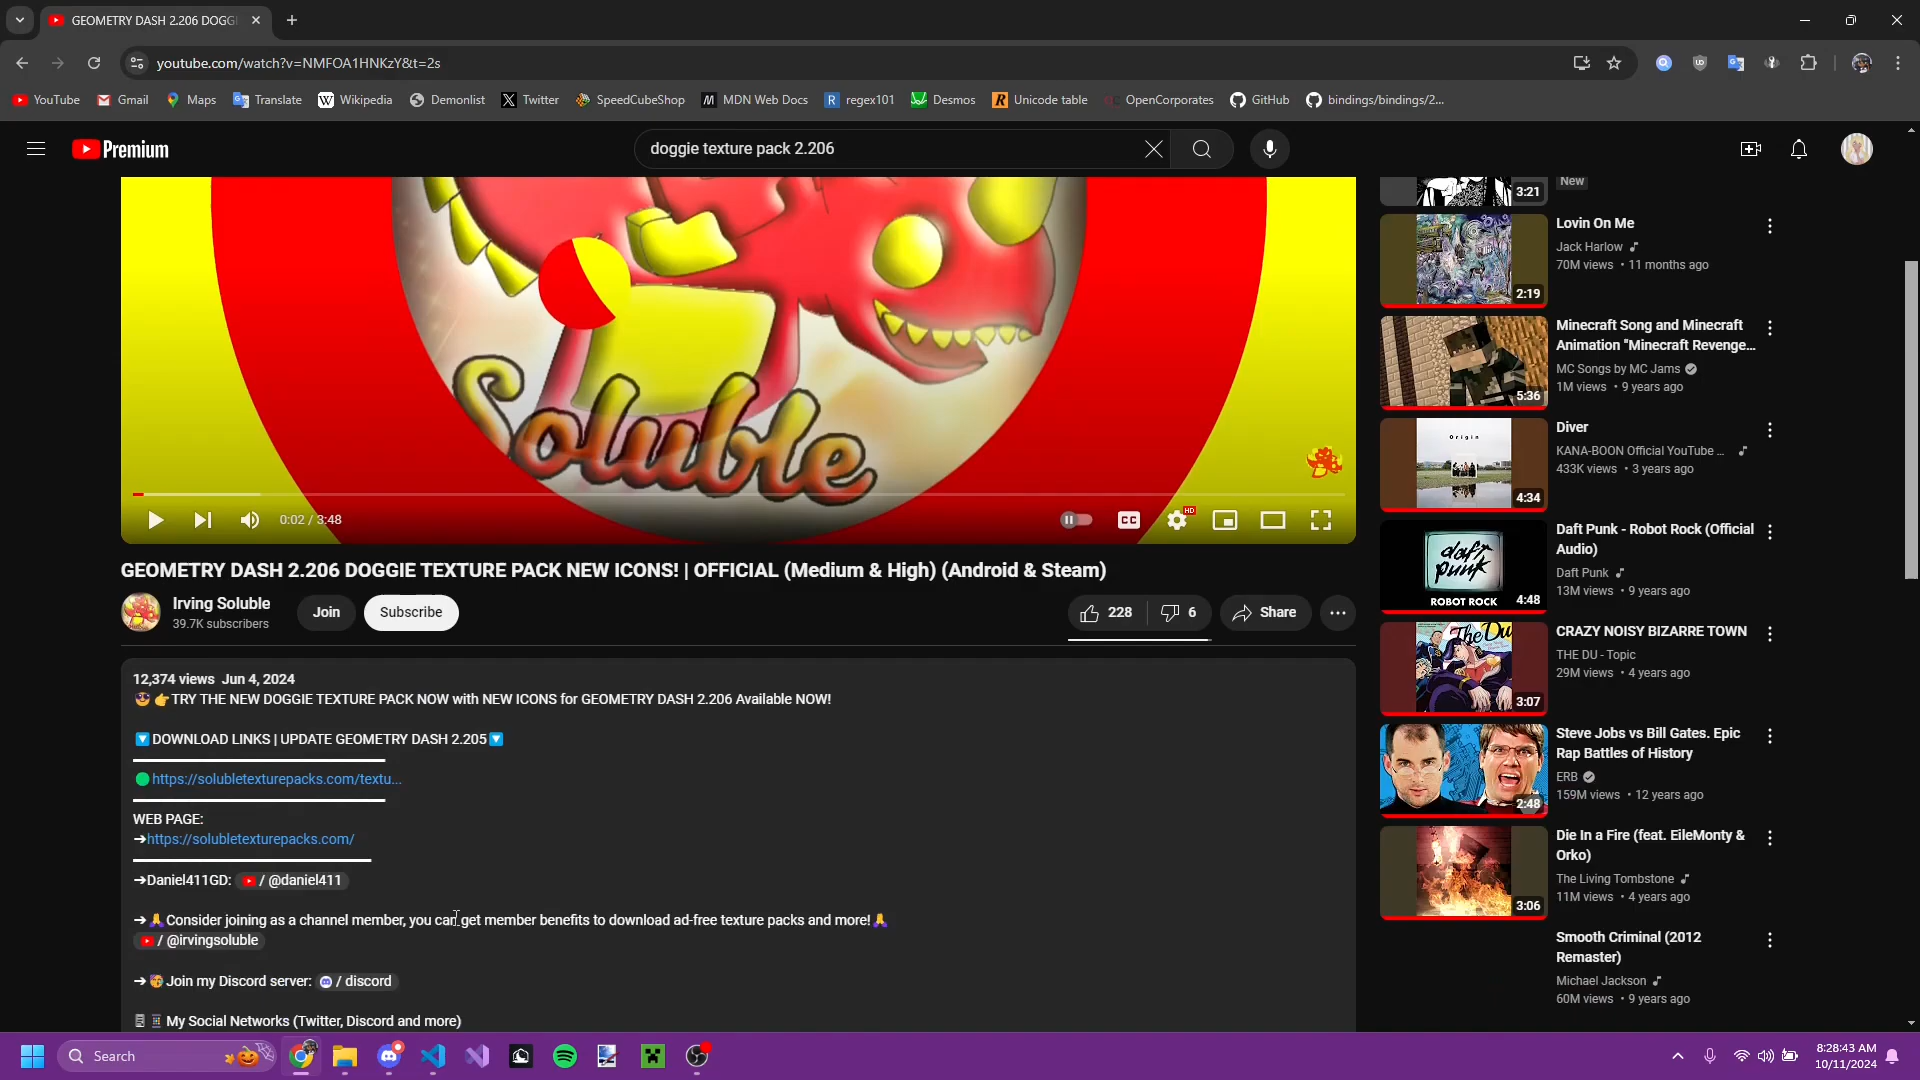 GEOMETRY DASH 2.206 DOGGI
youtube.com/watch?v=NMFOA1HNKzY&t=2s
YouTube
Gmail
Maps
Translate
Wikipedia
Demonlist
Twitter
SpeedCubeShop
MDN Web Docs
regex101
Desmos
Unicode table
OpenCorporates
GitHub
bindings/bindings/2...
Premium
doggie texture pack 2.206
Soluble
0:02 / 3:48
CC
HD
GEOMETRY DASH 2.206 DOGGIE TEXTURE PACK NEW ICONS! | OFFICIAL (Medium & High) (Android & Steam)
Irving Soluble
39.7K subscribers
Join
Subscribe
228
6
Share
12,374 views Jun 4, 2024
😎 👉TRY THE NEW DOGGIE TEXTURE PACK NOW with NEW ICONS for GEOMETRY DASH 2.206 Available NOW!
🔽DOWNLOAD LINKS | UPDATE GEOMETRY DASH 2.205🔽
🟢https://solubletexturepacks.com/textu...
WEB PAGE:
➔https://solubletexturepacks.com/
➔Daniel411GD: / @daniel411
➔🙏Consider joining as a channel member, you can get member benefits to download ad-free texture packs and more!🙏
/ @irvingsoluble
➔🥳Join my Discord server: / discord
My Social Networks (Twitter, Discord and more)
3:21
New
2:19
Lovin On Me
Jack Harlow
70M views • 11 months ago
5:36
Minecraft Song and Minecraft
Animation "Minecraft Revenge...
MC Songs by MC Jams
1M views • 9 years ago
Origin
4:34
Diver
KANA-BOON Official YouTube ...
433K views • 3 years ago
daft punk
ROBOT ROCK
4:48
Daft Punk - Robot Rock (Official
Audio)
Daft Punk
13M views • 9 years ago
The Du
3:07
CRAZY NOISY BIZARRE TOWN
THE DU - Topic
29M views • 4 years ago
2:48
Steve Jobs vs Bill Gates. Epic
Rap Battles of History
ERB
159M views • 12 years ago
3:06
Die In a Fire (feat. EileMonty &
Orko)
The Living Tombstone
11M views • 4 years ago
Smooth Criminal (2012
Remaster)
Michael Jackson
60M views • 9 years ago
Search
8:28:43 AM
10/11/2024